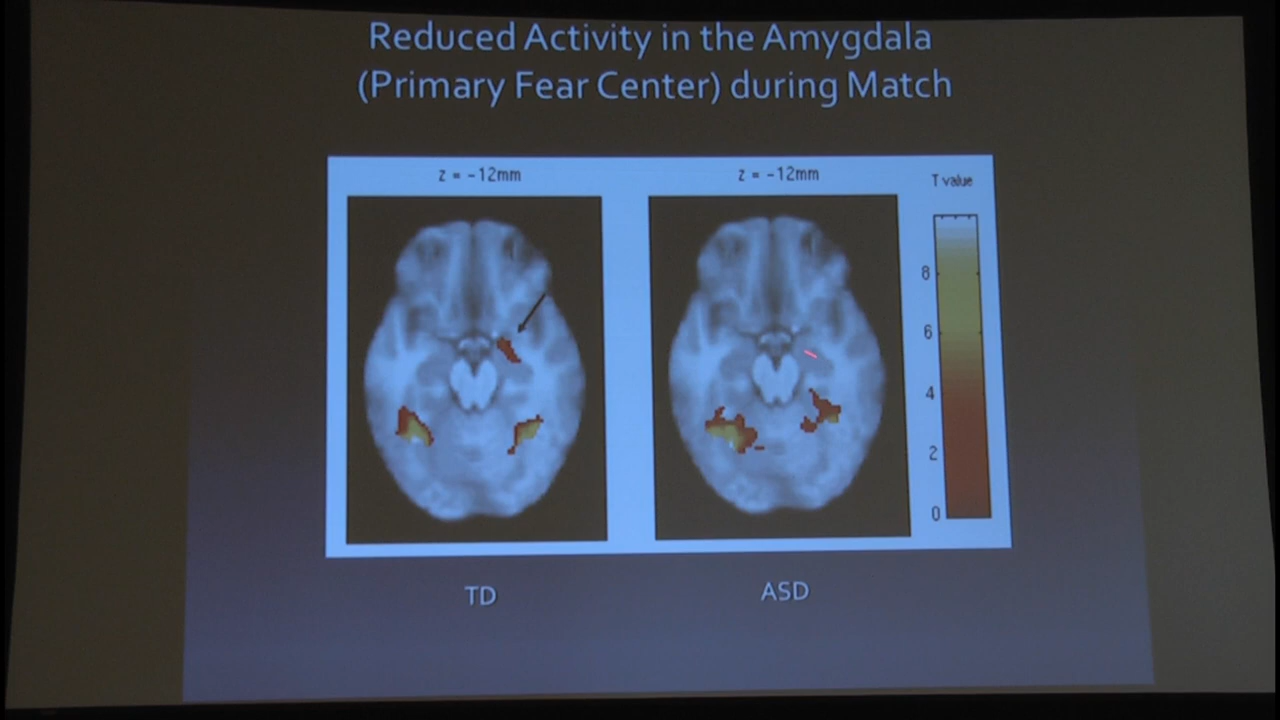 Reduced Activity in the Amygdala
(Primary Fear Center) during Match
z = -12mm
z = -12mm
T value
8
6
4
2
0
TD
ASD